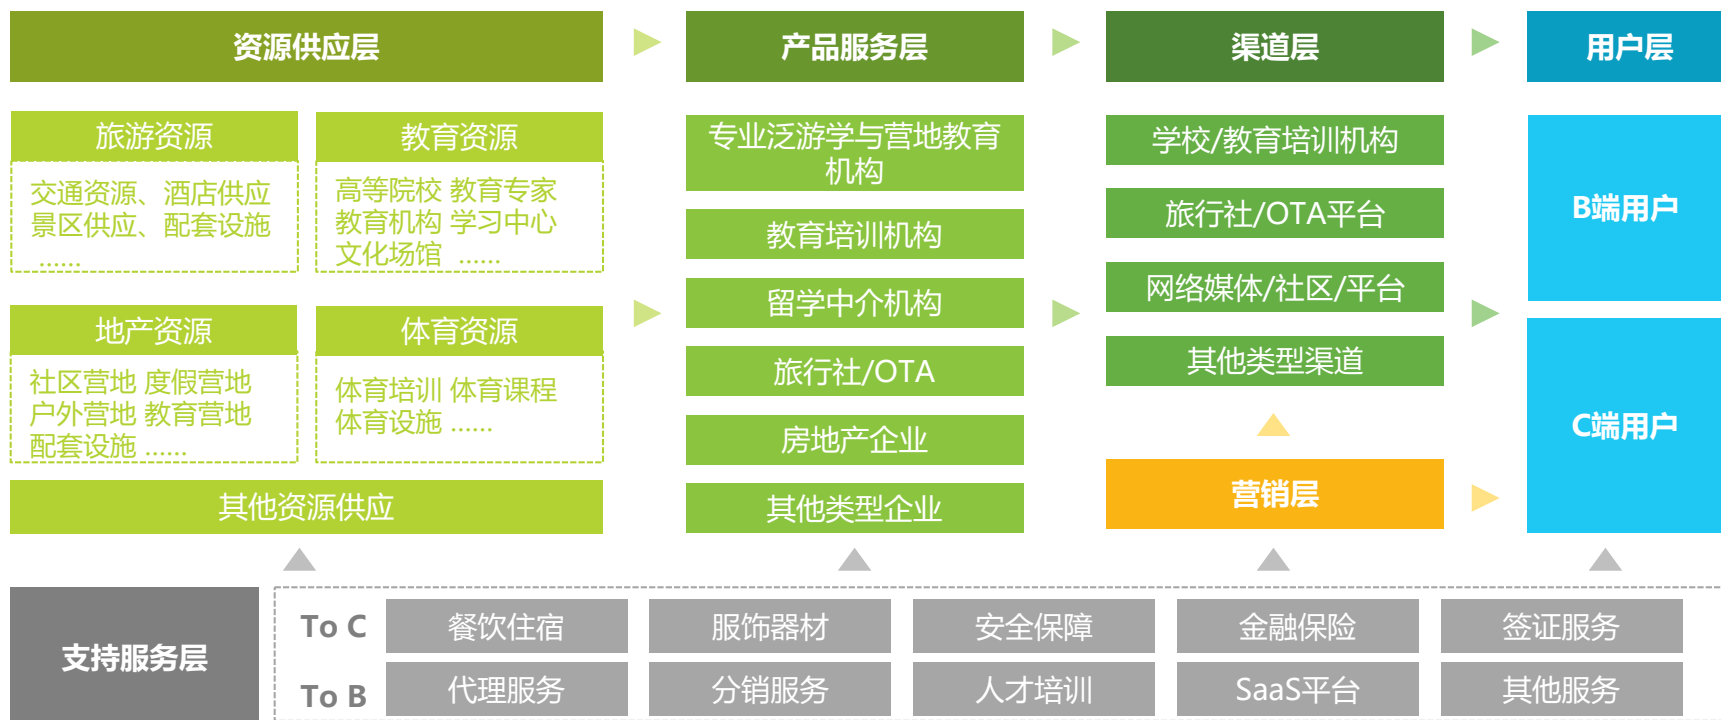 资源供应层
产品服务层
渠道层
用户层
旅游资源
交通资源、酒店供应
景区供应、配套设施
......
教育资源
高等院校 教育专家
教育机构 学习中心
文化场馆 ......
地产资源
社区营地 度假营地
户外营地 教育营地
配套设施 ......
体育资源
体育培训 体育课程
体育设施 ......
其他资源供应
专业泛游学与营地教育
机构
教育培训机构
留学中介机构
旅行社/OTA
房地产企业
其他类型企业
学校/教育培训机构
旅行社/OTA平台
网络媒体/社区/平台
其他类型渠道
营销层
B端用户
C端用户
支持服务层
To C
餐饮住宿
服饰器材
安全保障
金融保险
签证服务
To B
代理服务
分销服务
人才培训
SaaS平台
其他服务